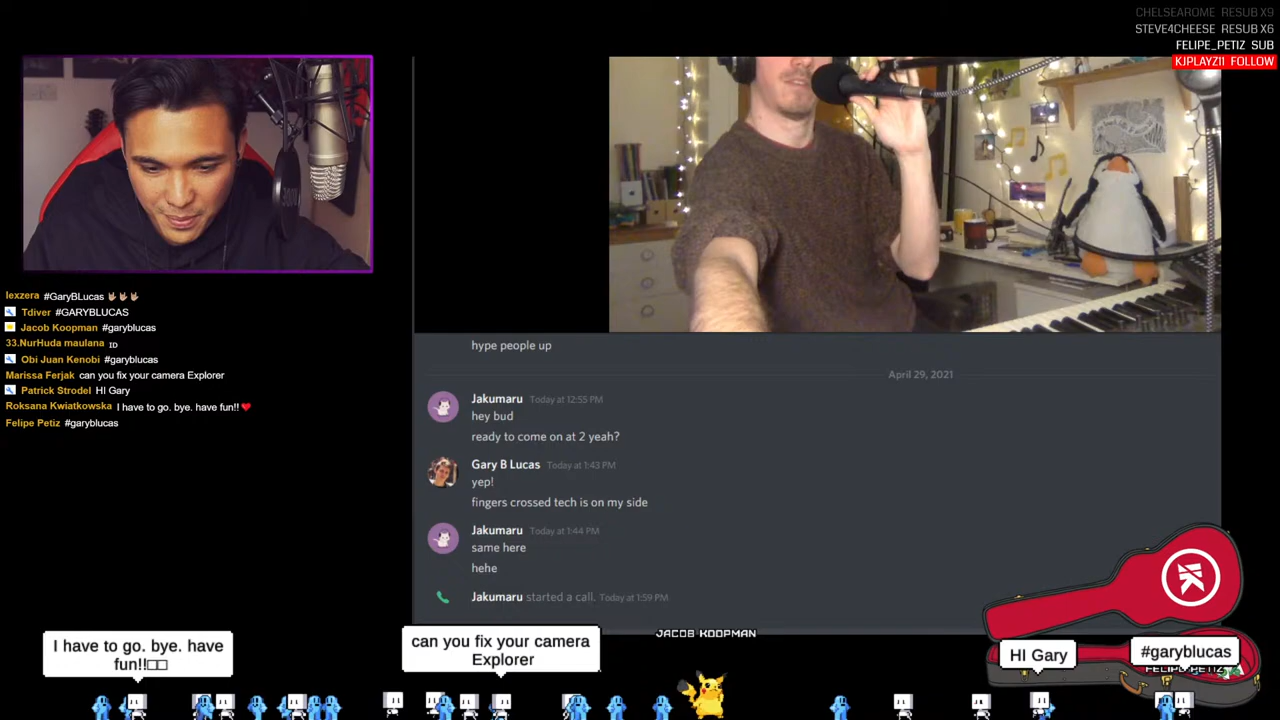 CHELSEAROME RESUB X9
STEVE4CHEESE RESUB X6
FELIPE_PETIZ SUB
KJPLAYZ11 FOLLOW
lexzera #GaryBLucas
Tdiver #GARYBLUCAS
Jacob Koopman #garyblucas
33.NurHuda maulana ID
Obi Juan Kenobi #garyblucas
Marissa Ferjak can you fix your camera Explorer
Patrick Strodel HI Gary
Roksana Kwiatkowska I have to go. bye. have fun!!
Felipe Petiz #garyblucas
hype people up
April 29, 2021
Jakumaru Today at 12:55 PM
hey bud
ready to come on at 2 yeah?
Gary B Lucas Today at 1:43 PM
yep!
fingers crossed tech is on my side
Jakumaru Today at 1:44 PM
same here
hehe
Jakumaru started a call. Today at 1:59 PM
I have to go. bye. have
fun!!
can you fix your camera
Explorer
JACOB KOOPMAN
HI Gary
#garyblucas
FELIPE PETIZ